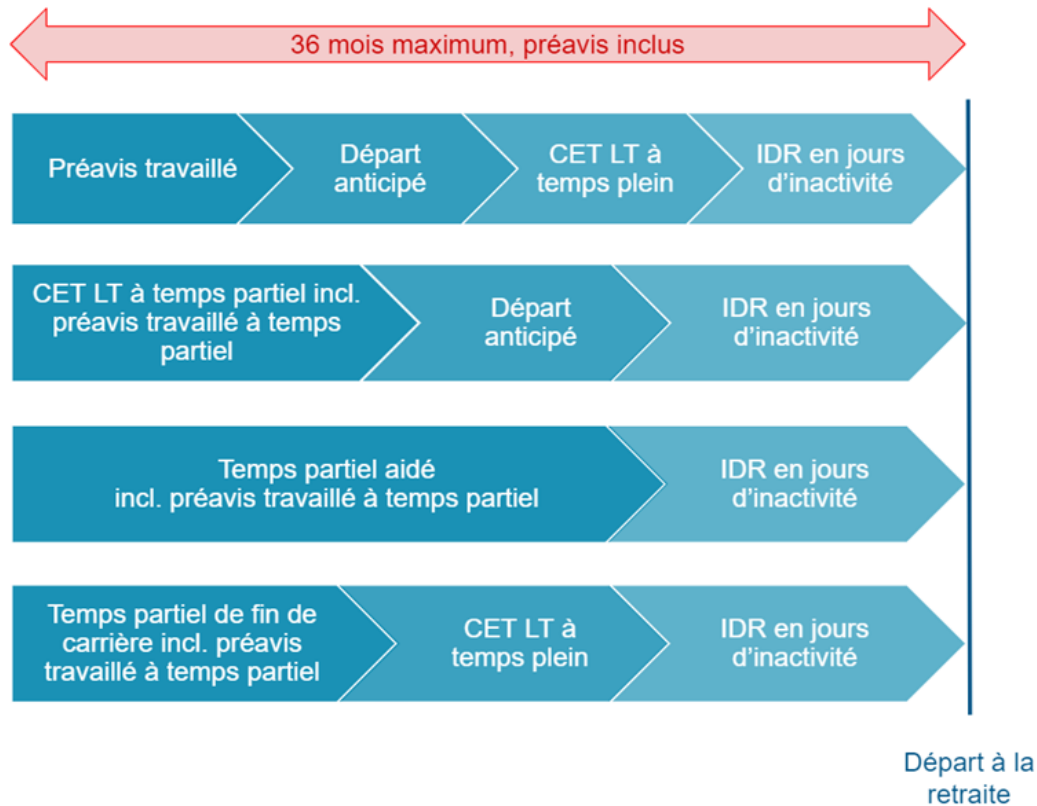 36 mois maximum, préavis inclus
Préavis travaillé
Départ
anticipé
CET LT à
temps plein
IDR en jours
d'inactivité
CET LT à temps partiel incl.
préavis travaillé à temps
partiel
Départ
anticipé
IDR en jours
d'inactivité
Temps partiel aidé
incl. préavis travaillé à temps partiel
IDR en jours
d'inactivité
Temps partiel de fin de
carrière incl. préavis
travaillé à temps partiel
CET LT à
temps plein
IDR en jours
d'inactivité
Départ à la
retraite